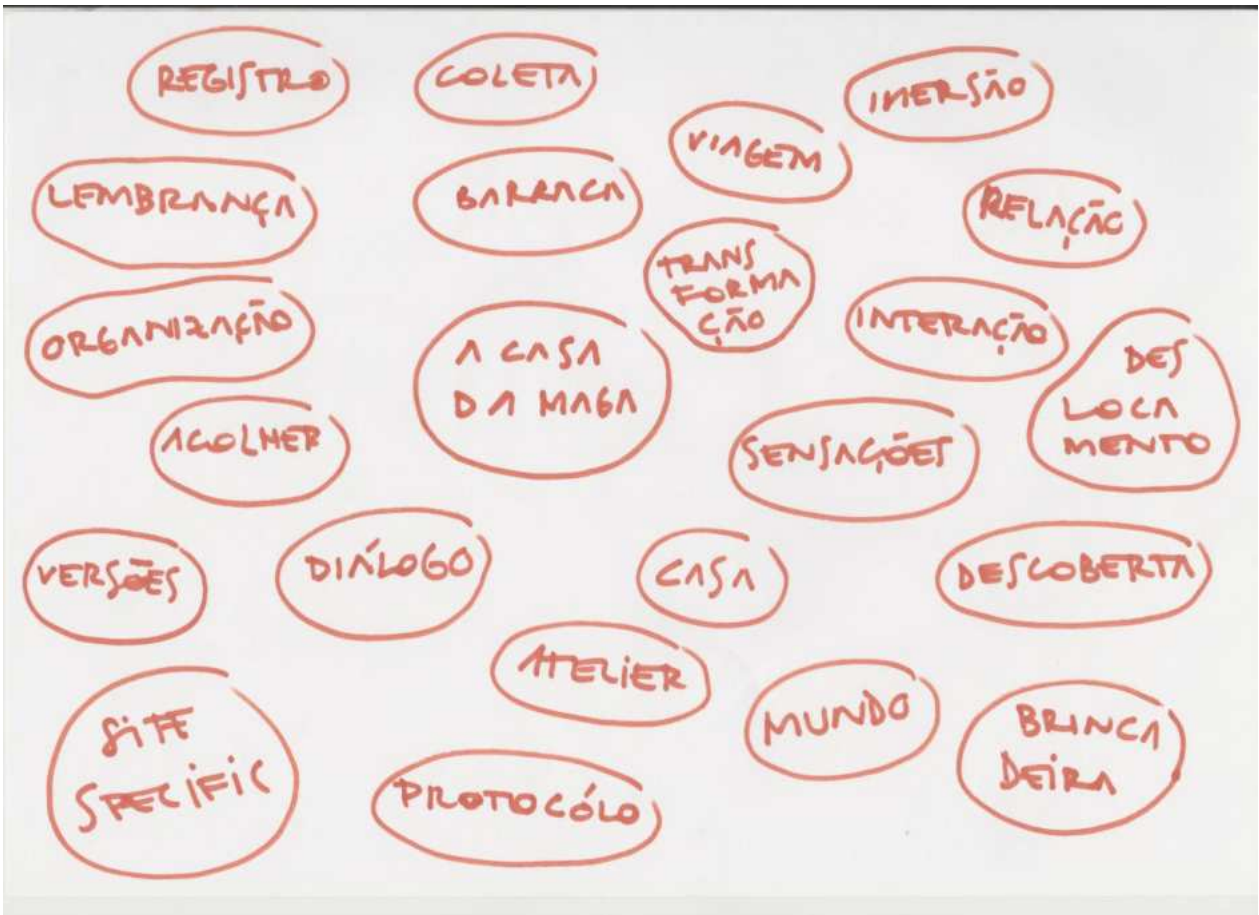 REGISTRO
COLETA
IMERSÃO
VIAGEM
LEMBRANÇA
BARRACA
RELAÇÃO
TRANS
FORMA
ÇÃO
ORGANIZAÇÃO
A CASA
DA MAGA
INTERAÇÃO
DES
LOCA
MENTO
ACOLHER
SENSAÇÕES
VERSÕES
DIÁLOGO
CASA
DESCOBERTA
ATELIER
SITE
SPECIFIC
PROTOCÓLO
MUNDO
BRINCA
DEIRA